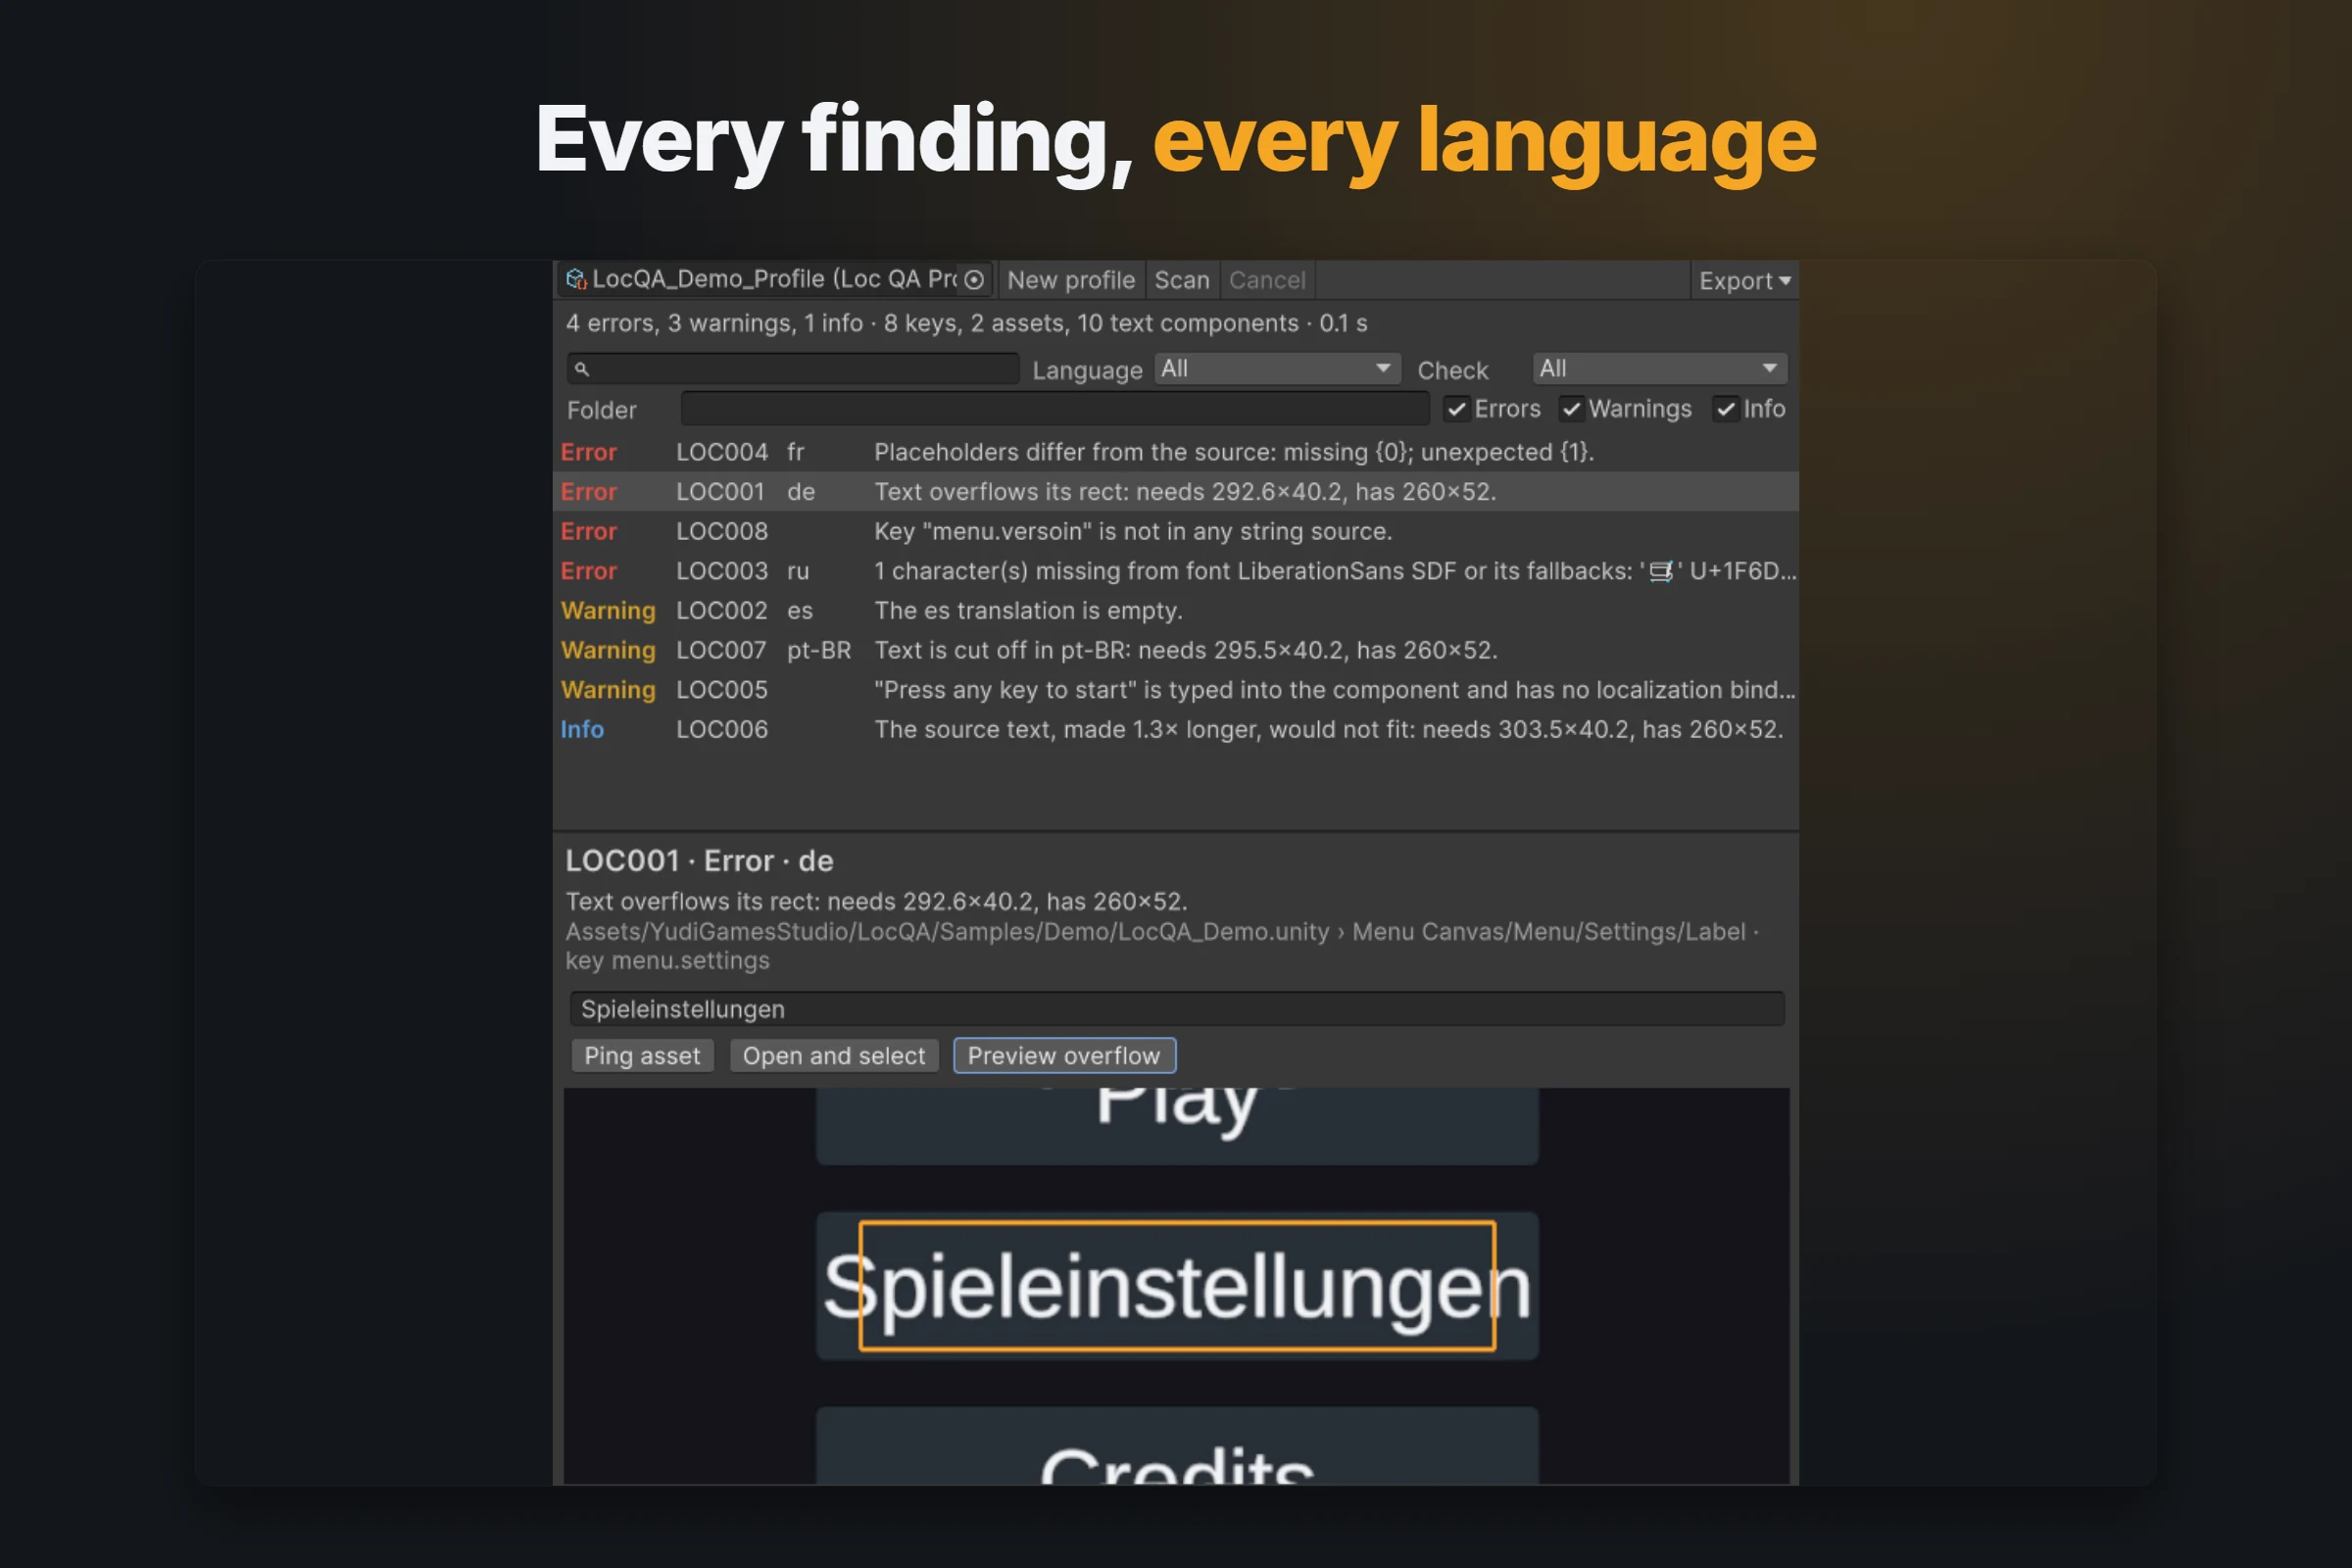 Every finding, every language
LocQA_Demo_Profile (Loc QA Pro
New profile
Scan
Cancel
Export
4 errors, 3 warnings, 1 info · 8 keys, 2 assets, 10 text components · 0.1 s
Language All Check All
Folder Errors Warnings Info
Error LOC004 fr Placeholders differ from the source: missing {0}; unexpected {1}.
Error LOC001 de Text overflows its rect: needs 292.6×40.2, has 260×52.
Error LOC008 Key "menu.versoin" is not in any string source.
Error LOC003 ru 1 character(s) missing from font LiberationSans SDF or its fallbacks: '🛒' U+1F6D...
Warning LOC002 es The es translation is empty.
Warning LOC007 pt-BR Text is cut off in pt-BR: needs 295.5×40.2, has 260×52.
Warning LOC005 "Press any key to start" is typed into the component and has no localization bind...
Info LOC006 The source text, made 1.3× longer, would not fit: needs 303.5×40.2, has 260×52.
LOC001 · Error · de
Text overflows its rect: needs 292.6×40.2, has 260×52.
Assets/YudiGamesStudio/LocQA/Samples/Demo/LocQA_Demo.unity › Menu Canvas/Menu/Settings/Label ·
key menu.settings
Spieleinstellungen
Ping asset
Open and select
Preview overflow
Play
Spieleinstellungen
Credits